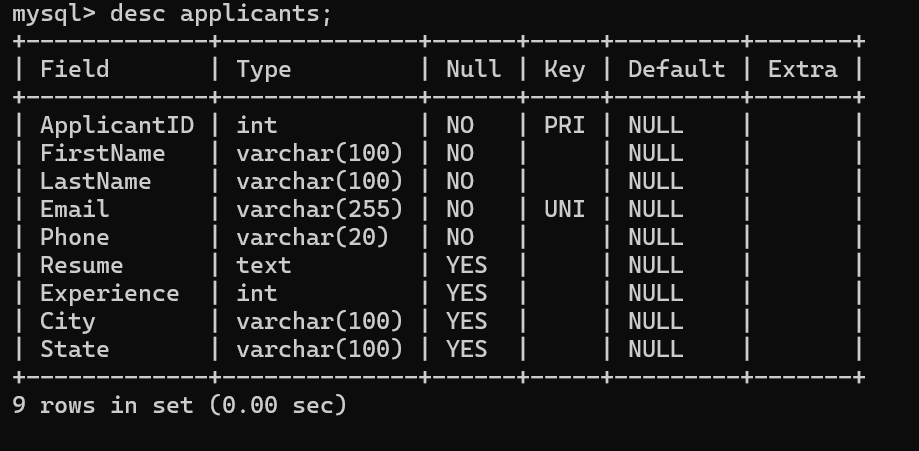 mysql> desc applicants;
+-------------+--------------+------+-----+---------+-------+
| Field       | Type         | Null | Key | Default | Extra |
+-------------+--------------+------+-----+---------+-------+
| ApplicantID | int          | NO   | PRI | NULL    |       |
| FirstName   | varchar(100) | NO   |     | NULL    |       |
| LastName    | varchar(100) | NO   |     | NULL    |       |
| Email       | varchar(255) | NO   | UNI | NULL    |       |
| Phone       | varchar(20)  | NO   |     | NULL    |       |
| Resume      | text         | YES  |     | NULL    |       |
| Experience  | int          | YES  |     | NULL    |       |
| City        | varchar(100) | YES  |     | NULL    |       |
| State       | varchar(100) | YES  |     | NULL    |       |
+-------------+--------------+------+-----+---------+-------+
9 rows in set (0.00 sec)